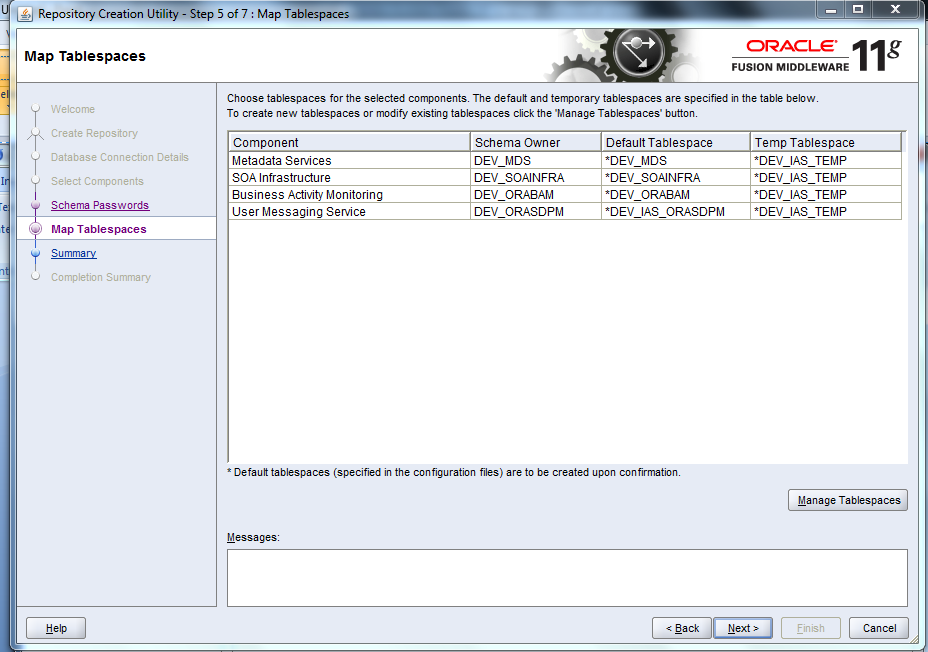 Repository Creation Utility - Step 5 of 7 : Map Tablespaces
Map Tablespaces
ORACLE
FUSION MIDDLEWARE 11g
Welcome
Create Repository
Database Connection Details
Select Components
Schema Passwords
Map Tablespaces
Summary
Completion Summary
Choose tablespaces for the selected components. The default and temporary tablespaces are specified in the table below.
To create new tablespaces or modify existing tablespaces click the 'Manage Tablespaces' button.
Component Schema Owner Default Tablespace Temp Tablespace
Metadata Services DEV_MDS *DEV_MDS *DEV_IAS_TEMP
SOA Infrastructure DEV_SOAINFRA *DEV_SOAINFRA *DEV_IAS_TEMP
Business Activity Monitoring DEV_ORABAM *DEV_ORABAM *DEV_IAS_TEMP
User Messaging Service DEV_ORASDPM *DEV_IAS_ORASDPM *DEV_IAS_TEMP
* Default tablespaces (specified in the configuration files) are to be created upon confirmation.
Manage Tablespaces
Messages:
Help < Back Next > Finish Cancel